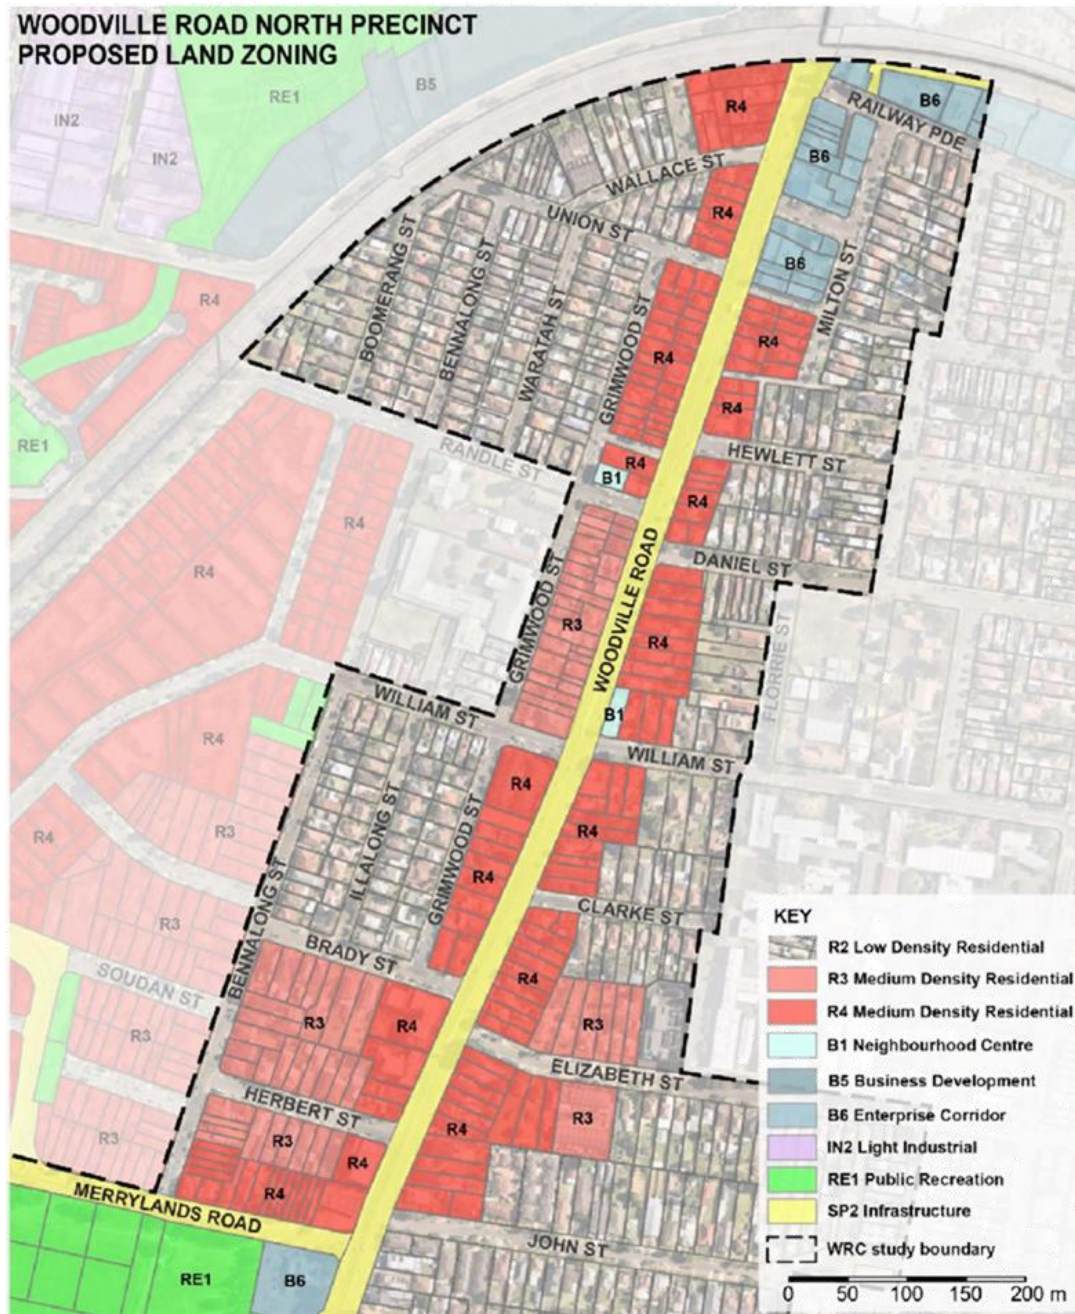 WOODVILLE ROAD NORTH PRECINCT
PROPOSED LAND ZONING
RE1
B5
IN2
IN2
R4
B6
RAILWAY PDE
B6
WALLACE ST
R4
UNION ST
B6
BOOMERANG ST
BENNALONG ST
WARATAH ST
GRIMWOOD ST
MILTON ST
R4
R4
R4
R4
RE1
RANDLE ST
R4
B1
HEWLETT ST
R4
R4
R4
GRIMWOOD ST
R3
WOODVILLE ROAD
DANIEL ST
R4
FLORRIE ST
WILLIAM ST
B1
WILLIAM ST
R4
R4
R4
R4
R3
R4
ILLALONG ST
GRIMWOOD ST
CLARKE ST
R3
BENNALONG ST
BRADY ST
SOUDAN ST
R4
R3
R4
R3
R3
ELIZABETH ST
HERBERT ST
R4
R3
R3
R3
R4
R4
MERRYLANDS ROAD
JOHN ST
RE1
B6
KEY
R2 Low Density Residential
R3 Medium Density Residential
R4 Medium Density Residential
B1 Neighbourhood Centre
B5 Business Development
B6 Enterprise Corridor
IN2 Light Industrial
RE1 Public Recreation
SP2 Infrastructure
WRC study boundary
0 50 100 150 200 m